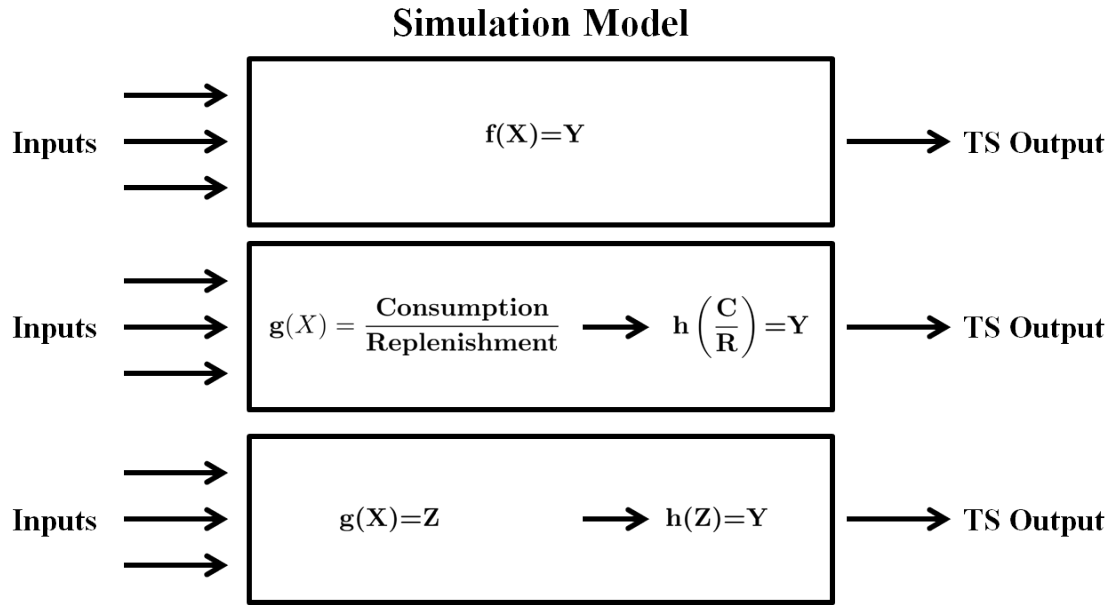 Simulation Model
Inputs
f(X)=Y
TS Output
Inputs
g(X) = Consumption/Replenishment
h(C/R)=Y
TS Output
Inputs
g(X)=Z
h(Z)=Y
TS Output